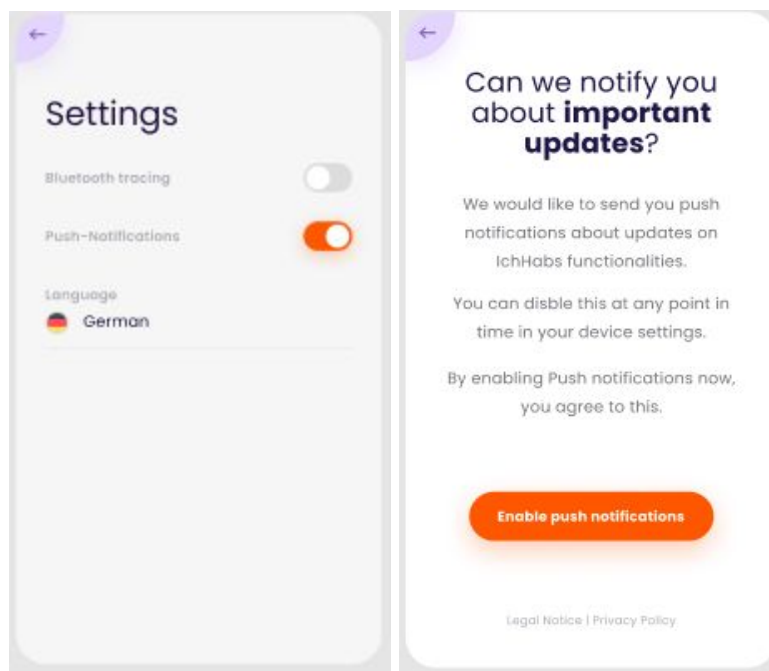 Settings
Bluetooth tracing
Push-Notifications
Language
German
Can we notify you
about important
updates?
We would like to send you push
notifications about updates on
IchHabs functionalities.
You can disble this at any point in
time in your device settings.
By enabling Push notifications now,
you agree to this.
Enable push notifications
Legal Notice | Privacy Policy